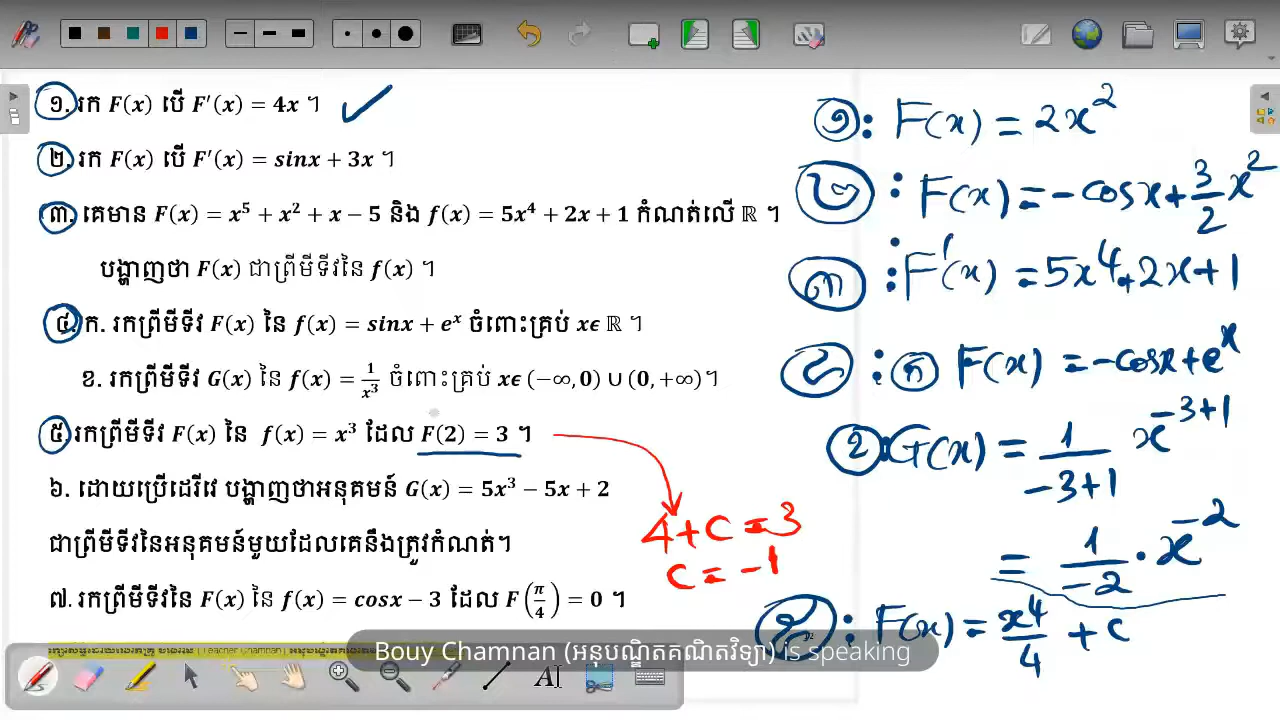 ១. រក F(x) បើ F′(x) = 4x ។
២. រក F(x) បើ F′(x) = sinx + 3x ។
៣. គេមាន F(x) = x⁵ + x² + x − 5 និង f(x) = 5x⁴ + 2x + 1 កំណត់លើ ℝ ។
បង្ហាញថា F(x) ជាព្រីមីទីវនៃ f(x) ។
៤. ក. រកព្រីមីទីវ F(x) នៃ f(x) = sinx + eˣ ចំពោះគ្រប់ xϵ ℝ ។
ខ. រកព្រីមីទីវ G(x) នៃ f(x) = 1/x³ ចំពោះគ្រប់ xϵ (−∞, 0) ∪ (0, +∞)។
៥. រកព្រីមីទីវ F(x) នៃ f(x) = x³ ដែល F(2) = 3 ។
៦. ដោយប្រើដេរីវេ បង្ហាញថាអនុគមន៍ G(x) = 5x³ − 5x + 2
ជាព្រីមីទីវនៃអនុគមន៍មួយដែលគេនឹងត្រូវកំណត់។
៧. រកព្រីមីទីវនៃ F(x) នៃ f(x) = cosx − 3 ដែល F(π/4) = 0 ។
4 + c = 3
c = −1
១ : F(x) = 2x²
២ : F(x) = −cosx + 3/2 x²
៣ : F′(x) = 5x⁴ + 2x + 1
៤ : ក F(x) = −cosx + eˣ
2 : G(x) = 1/(−3+1) x⁻³⁺¹
= 1/−2 · x⁻²
៥ : F(x) = x⁴/4 + c
Bouy Chamnan (អនុបណ្ឌិតគណិតវិទ្យា) is speaking